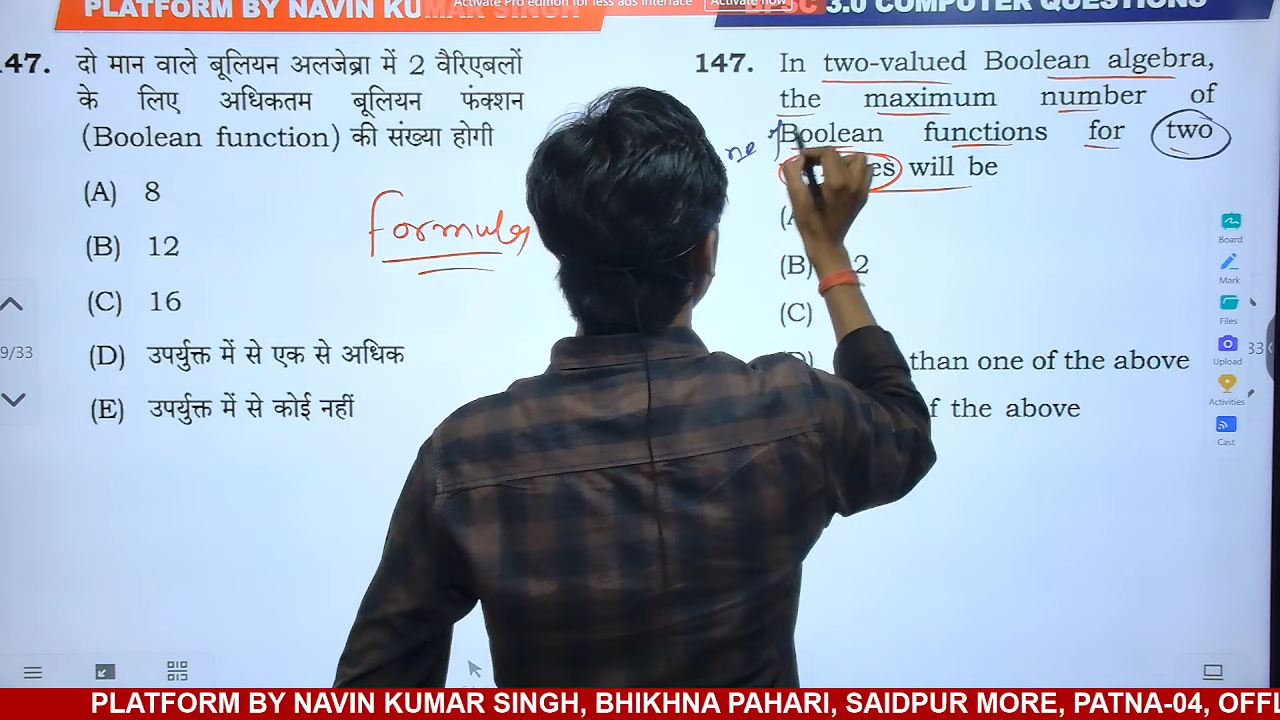 PLATFORM BY NAVIN KUMAR SINGH
Activate Pro edition for less ads interface
Activate now
3.0 COMPUTER QUESTIONS
147. दो मान वाले बूलियन अलजेब्रा में 2 वैरिएबलों
के लिए अधिकतम बूलियन फंक्शन
(Boolean function) की संख्या होगी
(A) 8
(B) 12
(C) 16
(D) उपर्युक्त में से एक से अधिक
(E) उपर्युक्त में से कोई नहीं
formula
147. In two-valued Boolean algebra,
the maximum number of
Boolean functions for two
will be
(B)
(C)
than one of the above
f the above
Board
Mark
Files
Upload
Activities
Cast
9/33
33
PLATFORM BY NAVIN KUMAR SINGH, BHIKHNA PAHARI, SAIDPUR MORE, PATNA-04, OFFL